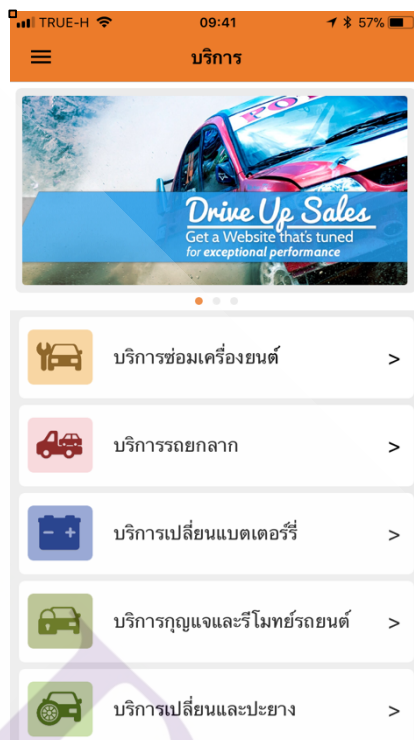 TRUE-H 09:41 57%
บริการ
Drive Up Sales
Get a Website that's tuned
for exceptional performance
บริการซ่อมเครื่องยนต์ >
บริการรถยกลาก >
บริการเปลี่ยนแบตเตอร์รี่ >
บริการกุญแจและรีโมทย์รถยนต์ >
บริการเปลี่ยนและปะยาง >